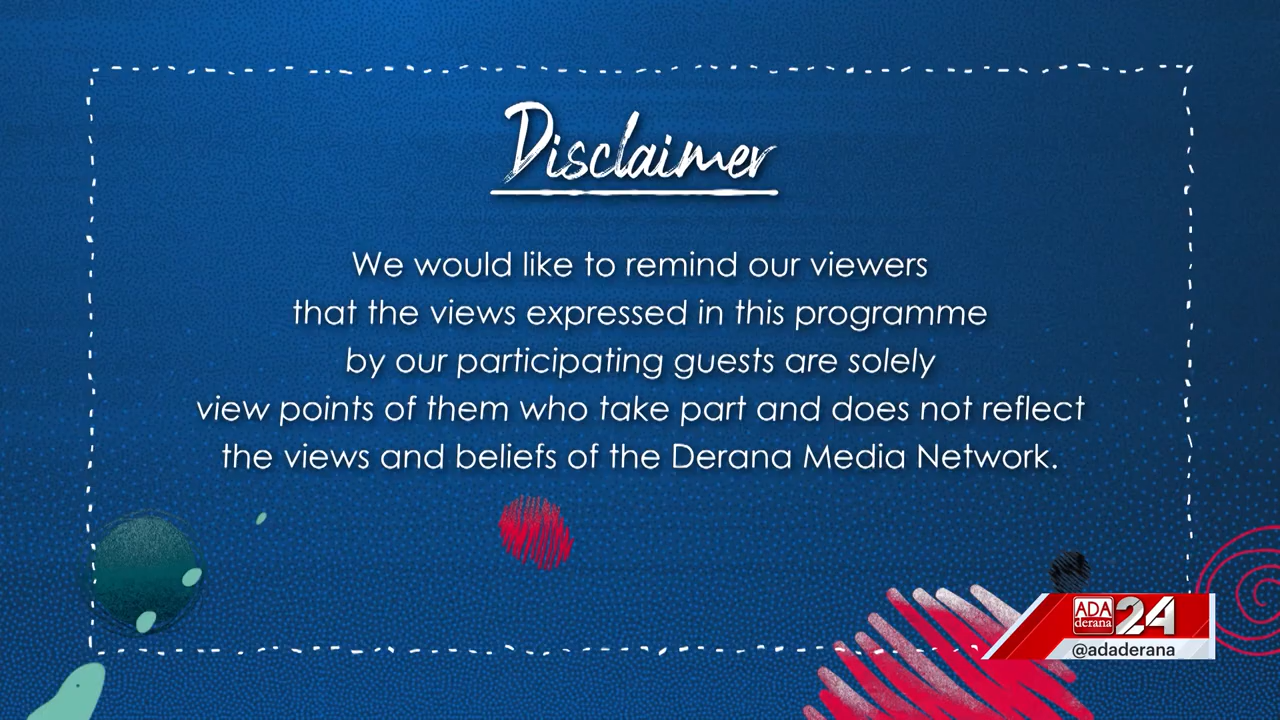 Disclaimer
We would like to remind our viewers
that the views expressed in this programme
by our participating guests are solely
view points of them who take part and does not reflect
the views and beliefs of the Derana Media Network.
ADA
derana
24
@adaderana